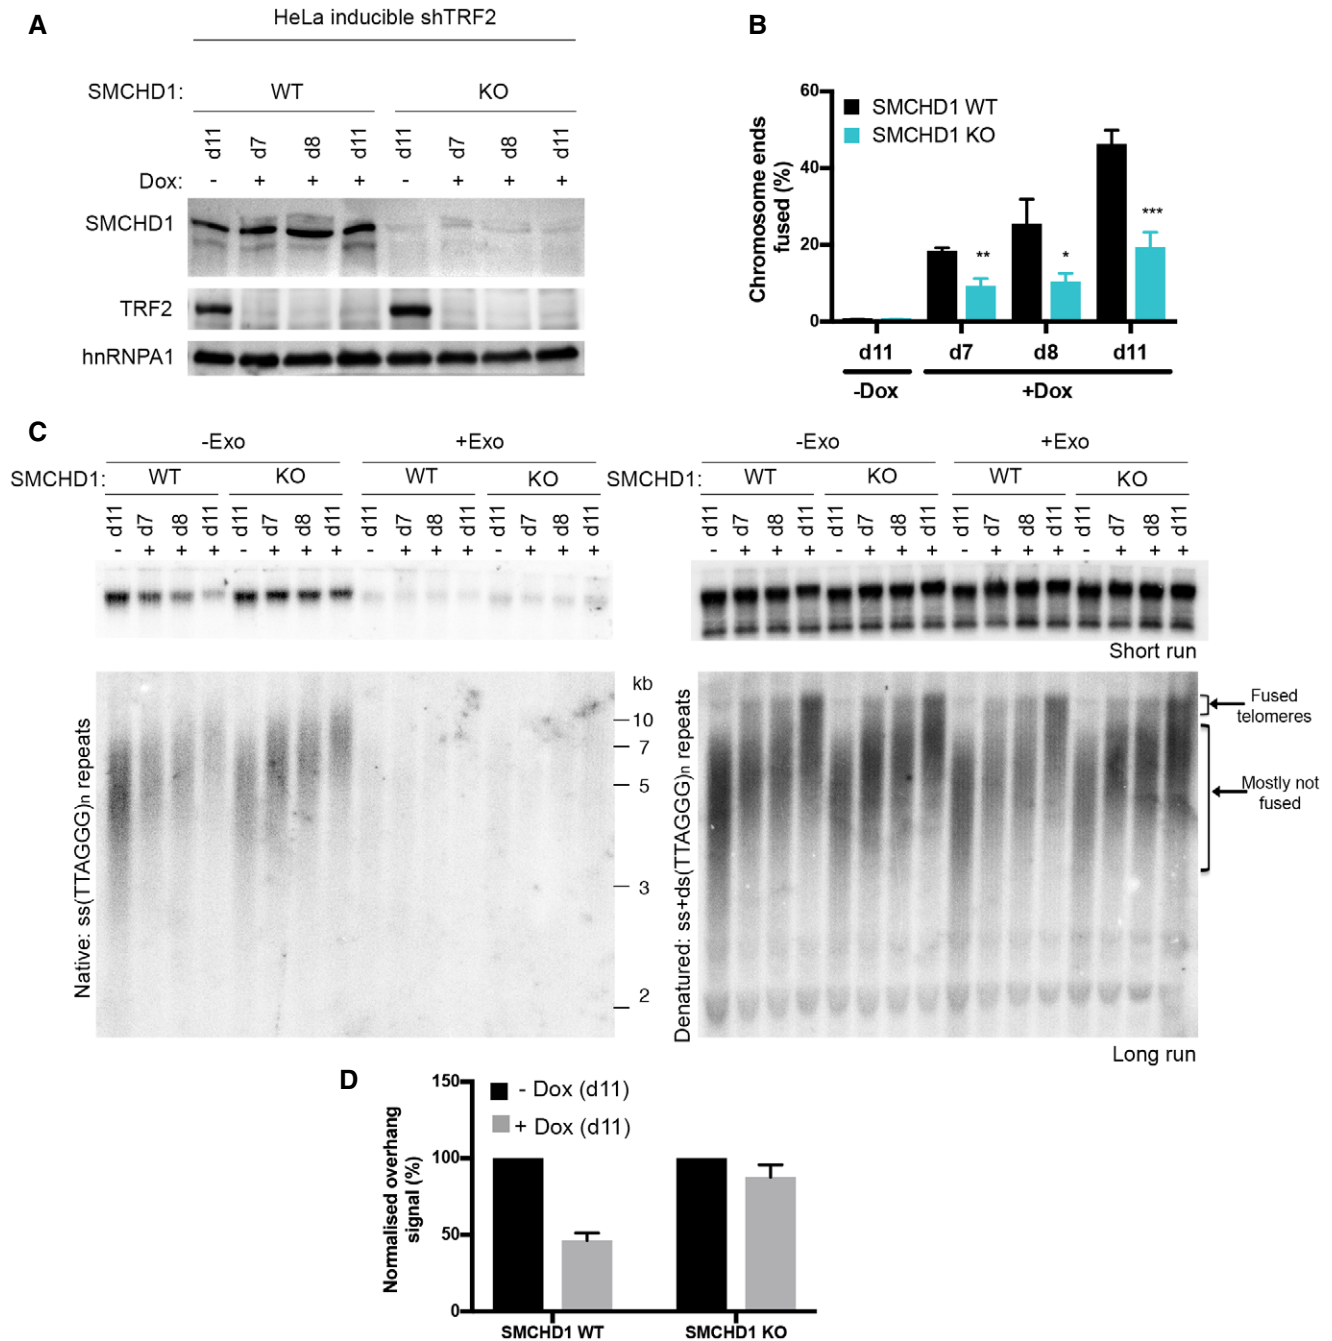 A
HeLa inducible shTRF2
SMCHD1: WT KO
d11 d7 d8 d11 d11 d7 d8 d11
Dox: - + + + - + + +
SMCHD1
TRF2
hnRNPA1
B
Chromosome ends
fused (%)
60
40
20
0
SMCHD1 WT
SMCHD1 KO
** * ***
d11 d7 d8 d11
-Dox +Dox
C
-Exo +Exo
SMCHD1: WT KO WT KO
d11 d7 d8 d11 d11 d7 d8 d11 d11 d7 d8 d11 d11 d7 d8 d11
- + + + - + + + - + + + - + + +
Native: ss(TTAGGG)n repeats
kb
10
7
5
3
2
-Exo +Exo
SMCHD1: WT KO WT KO
d11 d7 d8 d11 d11 d7 d8 d11 d11 d7 d8 d11 d11 d7 d8 d11
- + + + - + + + - + + + - + + +
Short run
Denatured: ss+ds(TTAGGG)n repeats
Fused
telomeres
Mostly not
fused
Long run
D
Normalised overhang
signal (%)
150
100
50
0
- Dox (d11)
+ Dox (d11)
SMCHD1 WT SMCHD1 KO